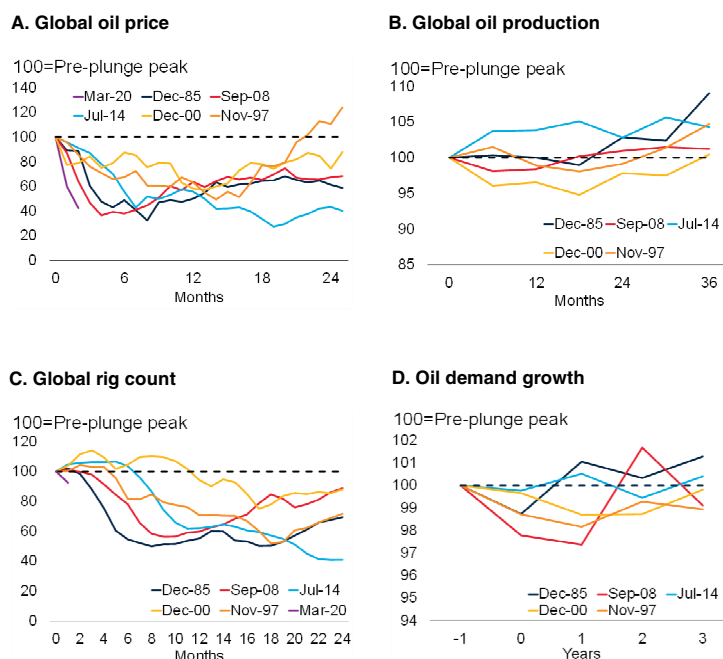 A. Global oil price
100=Pre-plunge peak
140
120
100
80
60
40
20
0
Mar-20 Dec-85 Sep-08
Jul-14 Dec-00 Nov-97
0 6 12 18 24
Months
B. Global oil production
100=Pre-plunge peak
110
105
100
95
90
85
Dec-85 Sep-08 Jul-14
Dec-00 Nov-97
0 12 24 36
Months
C. Global rig count
100=Pre-plunge peak
120
100
80
60
40
20
0
Dec-85 Sep-08 Jul-14
Dec-00 Nov-97 Mar-20
0 2 4 6 8 10 12 14 16 18 20 22 24
Months
D. Oil demand growth
100=Pre-plunge peak
102
101
100
99
98
97
96
95
94
Dec-85 Sep-08 Jul-14
Dec-00 Nov-97
-1 0 1 2 3
Years